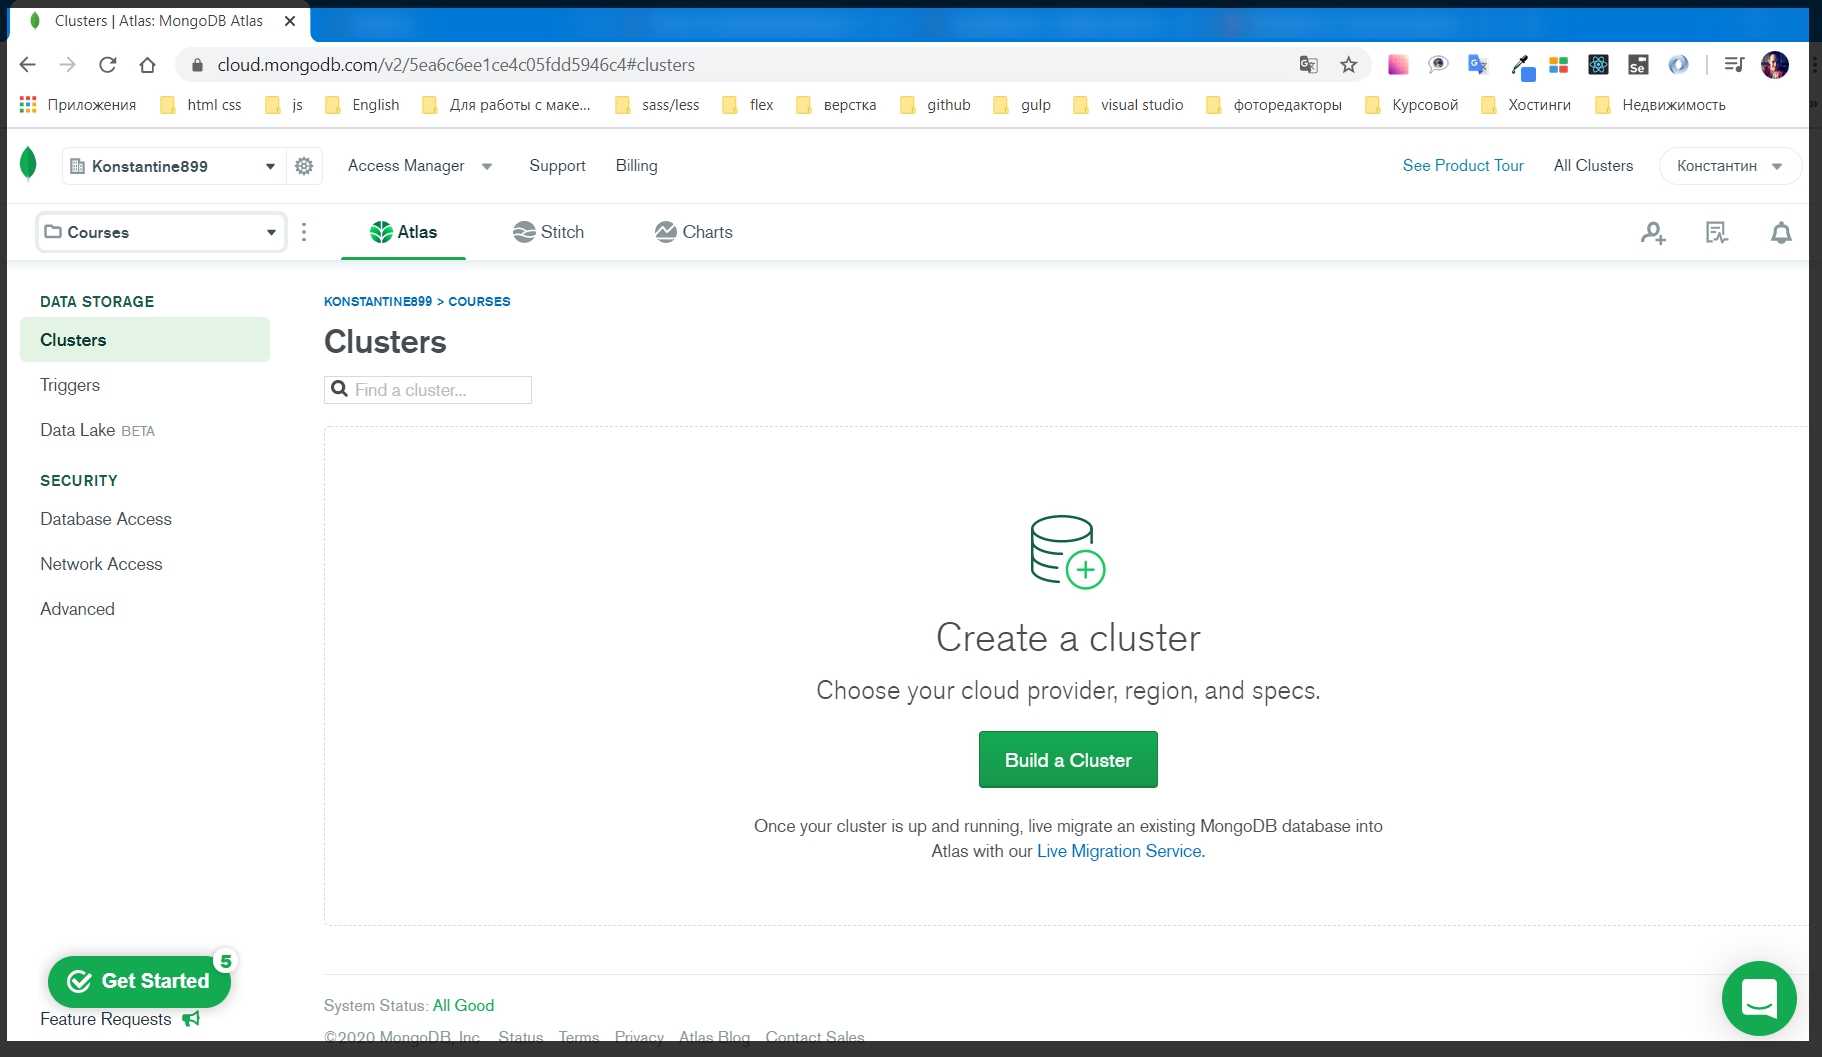 Clusters | Atlas: MongoDB Atlas
cloud.mongodb.com/v2/5ea6c6ee1ce4c05fdd5946c4#clusters
Приложения html css js English Для работы с маке... sass/less flex верстка github gulp visual studio фоторедакторы Курсовой Хостинги Недвижимость »
Konstantine899 Access Manager Support Billing See Product Tour All Clusters Константин
Courses Atlas Stitch Charts
DATA STORAGE
Clusters
Triggers
Data Lake BETA
SECURITY
Database Access
Network Access
Advanced
KONSTANTINE899 > COURSES
Clusters
Find a cluster...
Create a cluster
Choose your cloud provider, region, and specs.
Build a Cluster
Once your cluster is up and running, live migrate an existing MongoDB database into
Atlas with our Live Migration Service.
Get Started 5
Feature Requests
System Status: All Good
©2020 MongoDB, Inc. Status Terms Privacy Atlas Blog Contact Sales